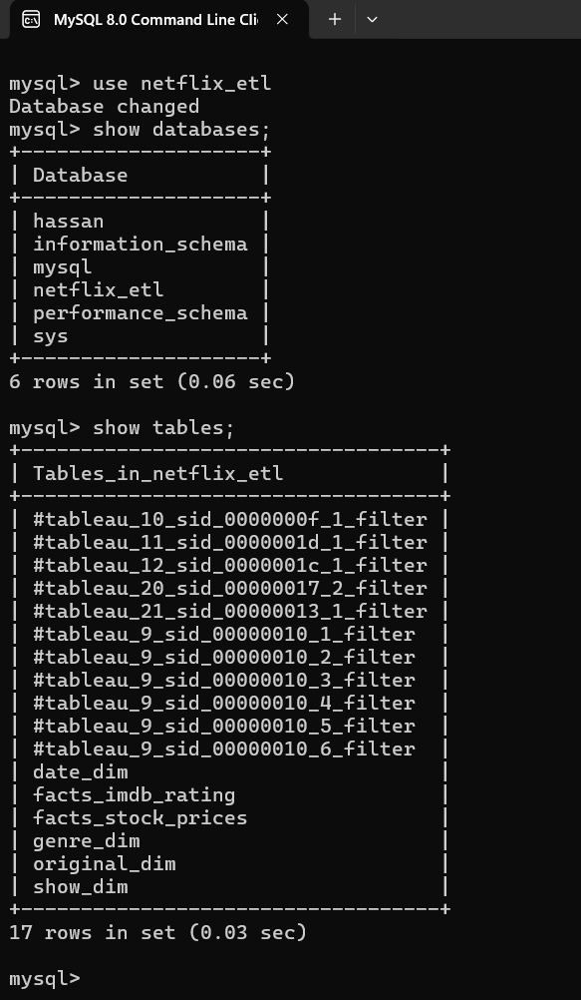 MySQL 8.0 Command Line Cli
mysql> use netflix_etl
Database changed
mysql> show databases;
+--------------------+
| Database           |
+--------------------+
| hassan             |
| information_schema |
| mysql              |
| netflix_etl        |
| performance_schema |
| sys                |
+--------------------+
6 rows in set (0.06 sec)
mysql> show tables;
+-----------------------------------+
| Tables_in_netflix_etl             |
+-----------------------------------+
| #tableau_10_sid_0000000f_1_filter |
| #tableau_11_sid_0000001d_1_filter |
| #tableau_12_sid_0000001c_1_filter |
| #tableau_20_sid_00000017_2_filter |
| #tableau_21_sid_00000013_1_filter |
| #tableau_9_sid_00000010_1_filter  |
| #tableau_9_sid_00000010_2_filter  |
| #tableau_9_sid_00000010_3_filter  |
| #tableau_9_sid_00000010_4_filter  |
| #tableau_9_sid_00000010_5_filter  |
| #tableau_9_sid_00000010_6_filter  |
| date_dim                          |
| facts_imdb_rating                 |
| facts_stock_prices                |
| genre_dim                         |
| original_dim                      |
| show_dim                          |
+-----------------------------------+
17 rows in set (0.03 sec)
mysql>